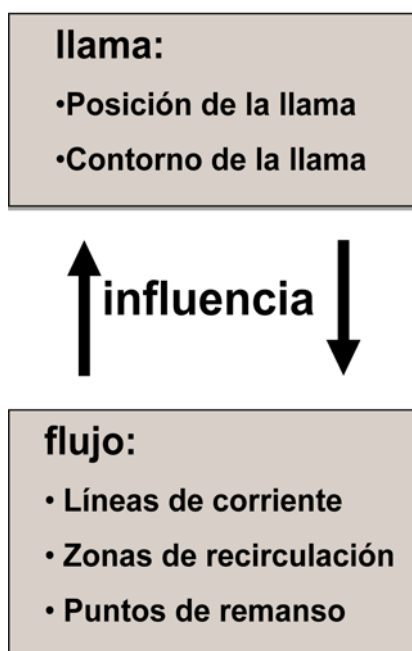 llama:
•Posición de la llama
•Contorno de la llama
influencia
flujo:
• Líneas de corriente
• Zonas de recirculación
• Puntos de remanso